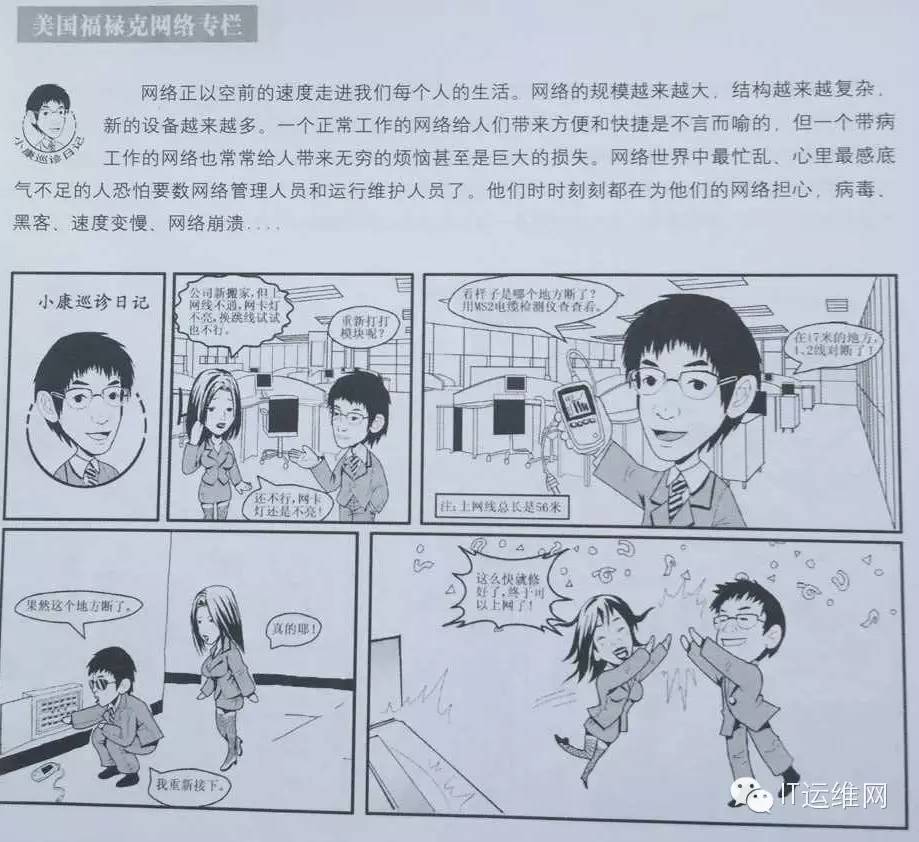 美国福禄克网络专栏
小康巡诊日记
网络正以空前的速度走进我们每个人的生活。网络的规模越来越大，结构越来越复杂，
新的设备越来越多。一个正常工作的网络给人们带来方便和快捷是不言而喻的，但一个带病
工作的网络也常常给人带来无穷的烦恼甚至是巨大的损失。网络世界中最忙乱、心里最感底
气不足的人恐怕要数网络管理人员和运行维护人员了。他们时时刻刻都在为他们的网络担心，病毒、
黑客、速度变慢、网络崩溃....
小康巡诊日记
公司新搬家，但上
网线不通，网卡灯
不亮，换跳线试试
也不行。
重新打打
模块呢？
还不行，网卡
灯还是不亮！
看样子是哪个地方断了？
用MS2电缆检测仪查查看。
在17米的地方，
1，2线对断了！
注：上网线总长是56米
果然这个地方断了。
真的耶！
我重新接下。
这么快就修
好了，终于可
以上网了！
IT运维网